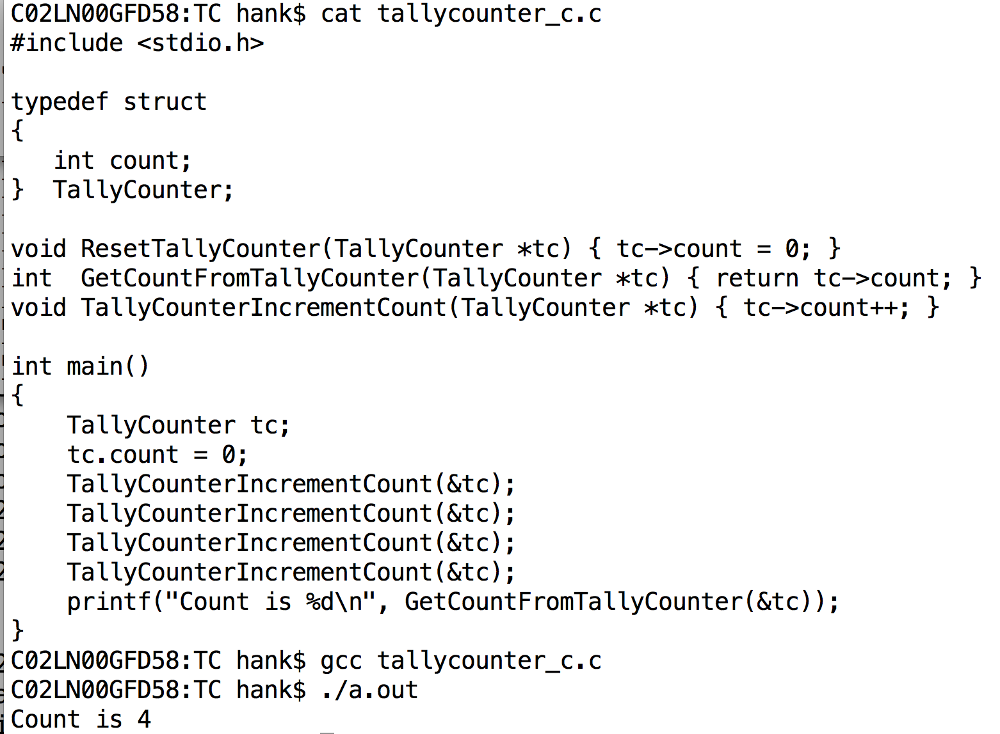 C02LN00GFD58:TC hank$ cat tallycounter_c.c
#include <stdio.h>

typedef struct
{
   int count;
}  TallyCounter;

void ResetTallyCounter(TallyCounter *tc) { tc->count = 0; }
int  GetCountFromTallyCounter(TallyCounter *tc) { return tc->count; }
void TallyCounterIncrementCount(TallyCounter *tc) { tc->count++; }

int main()
{
    TallyCounter tc;
    tc.count = 0;
    TallyCounterIncrementCount(&tc);
    TallyCounterIncrementCount(&tc);
    TallyCounterIncrementCount(&tc);
    TallyCounterIncrementCount(&tc);
    printf("Count is %d\n", GetCountFromTallyCounter(&tc));
}
C02LN00GFD58:TC hank$ gcc tallycounter_c.c
C02LN00GFD58:TC hank$ ./a.out
Count is 4